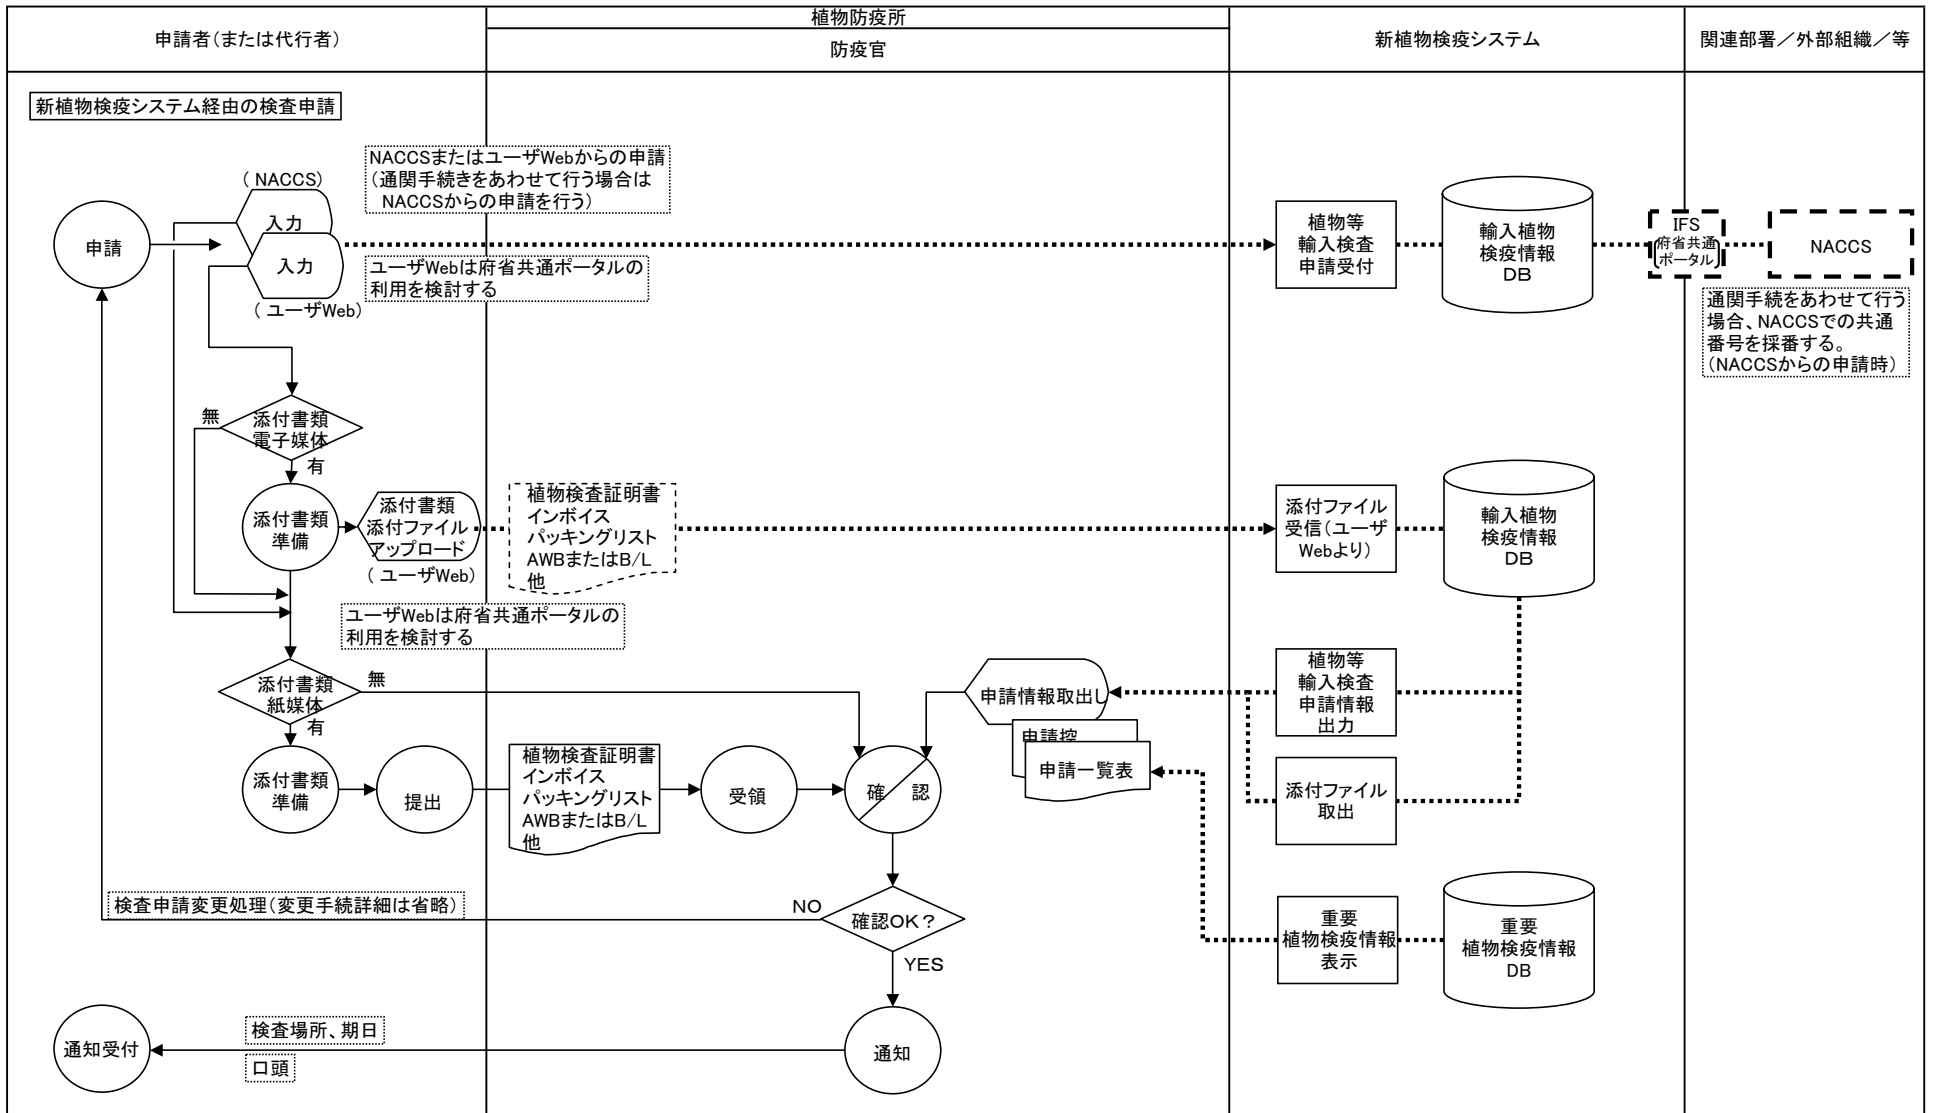 植物防疫所
申請者(または代行者)
防疫官
新植物検疫システム
関連部署／外部組織／等
新植物検疫システム経由の検査申請
NACCSまたはユーザWebからの申請
(通関手続きをあわせて行う場合は
NACCSからの申請を行う)
(NACCS)
入力
申請
入力
(ユーザWeb)
ユーザWebは府省共通ポータルの
利用を検討する
植物等
輸入検査
申請受付
輸入植物
検疫情報
DB
IFS
府省共通
ポータル
NACCS
通関手続をあわせて行う
場合、NACCSでの共通
番号を採番する。
(NACCSからの申請時)
無
添付書類
電子媒体
有
添付書類
準備
添付書類
添付ファイル
アップロード
(ユーザWeb)
植物検査証明書
インボイス
パッキングリスト
AWBまたはB/L
他
添付ファイル
受信(ユーザ
Webより)
輸入植物
検疫情報
DB
ユーザWebは府省共通ポータルの
利用を検討する
添付書類
紙媒体
無
有
申請情報取出し
植物等
輸入検査
申請情報
出力
申請控
申請一覧表
添付書類
準備
提出
植物検査証明書
インボイス
パッキングリスト
AWBまたはB/L
他
受領
確 認
添付ファイル
取出
検査申請変更処理(変更手続詳細は省略)
NO
確認OK？
YES
重要
植物検疫情報
表示
重要
植物検疫情報
DB
通知受付
検査場所、期日
口頭
通知